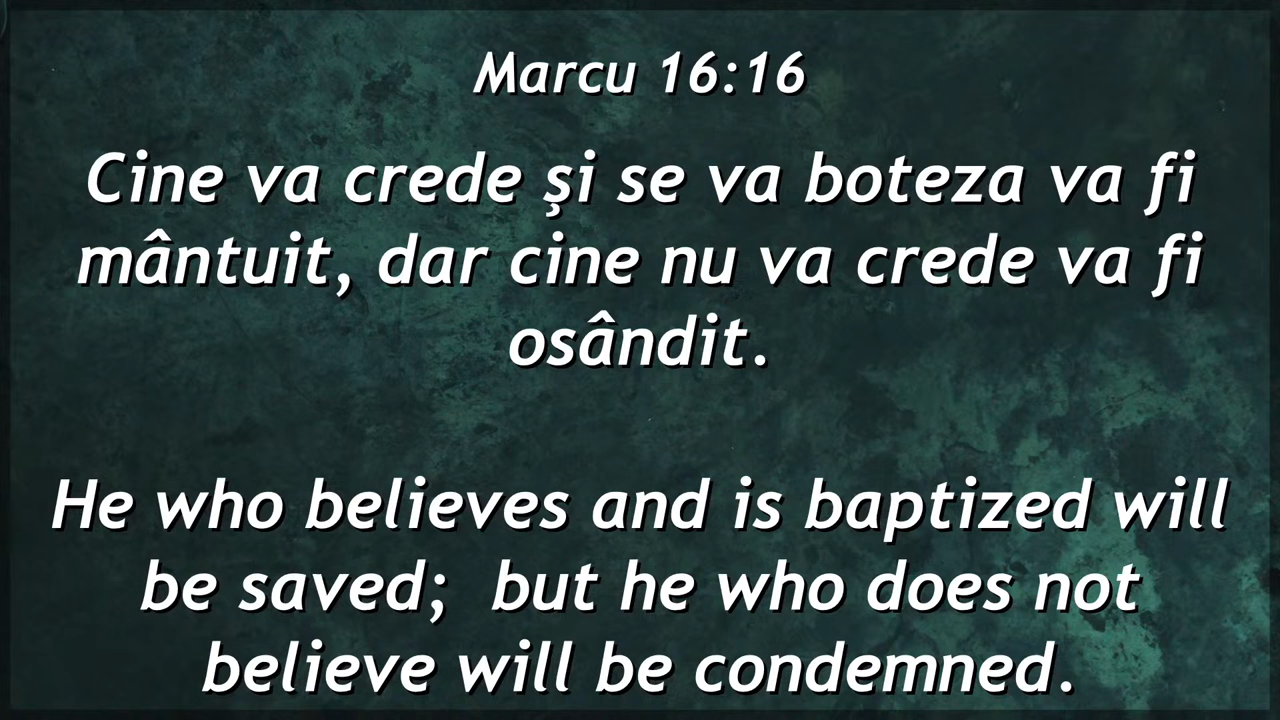 Marcu 16:16
Cine va crede şi se va boteza va fi
mântuit, dar cine nu va crede va fi
osândit.
He who believes and is baptized will
be saved;  but he who does not
believe will be condemned.